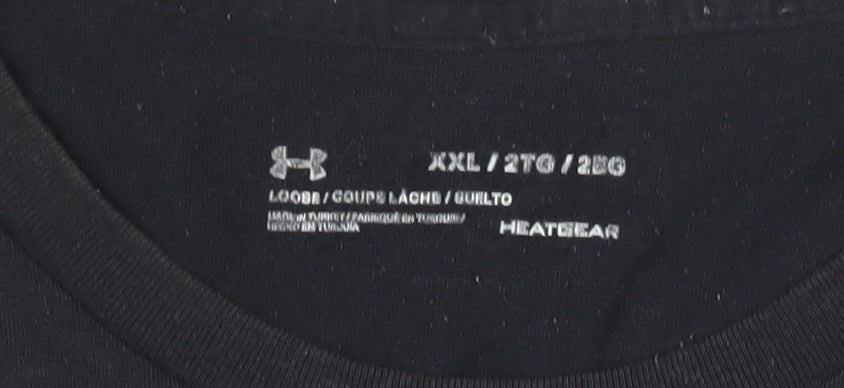 XXL / 2TG / 2EG
LOOSE / COUPE LÂCHE / SUELTO
MADE IN TURKEY / FABRIQUÉ EN TURQUIE /
HECHO EN TURQUÍA
HEATGEAR